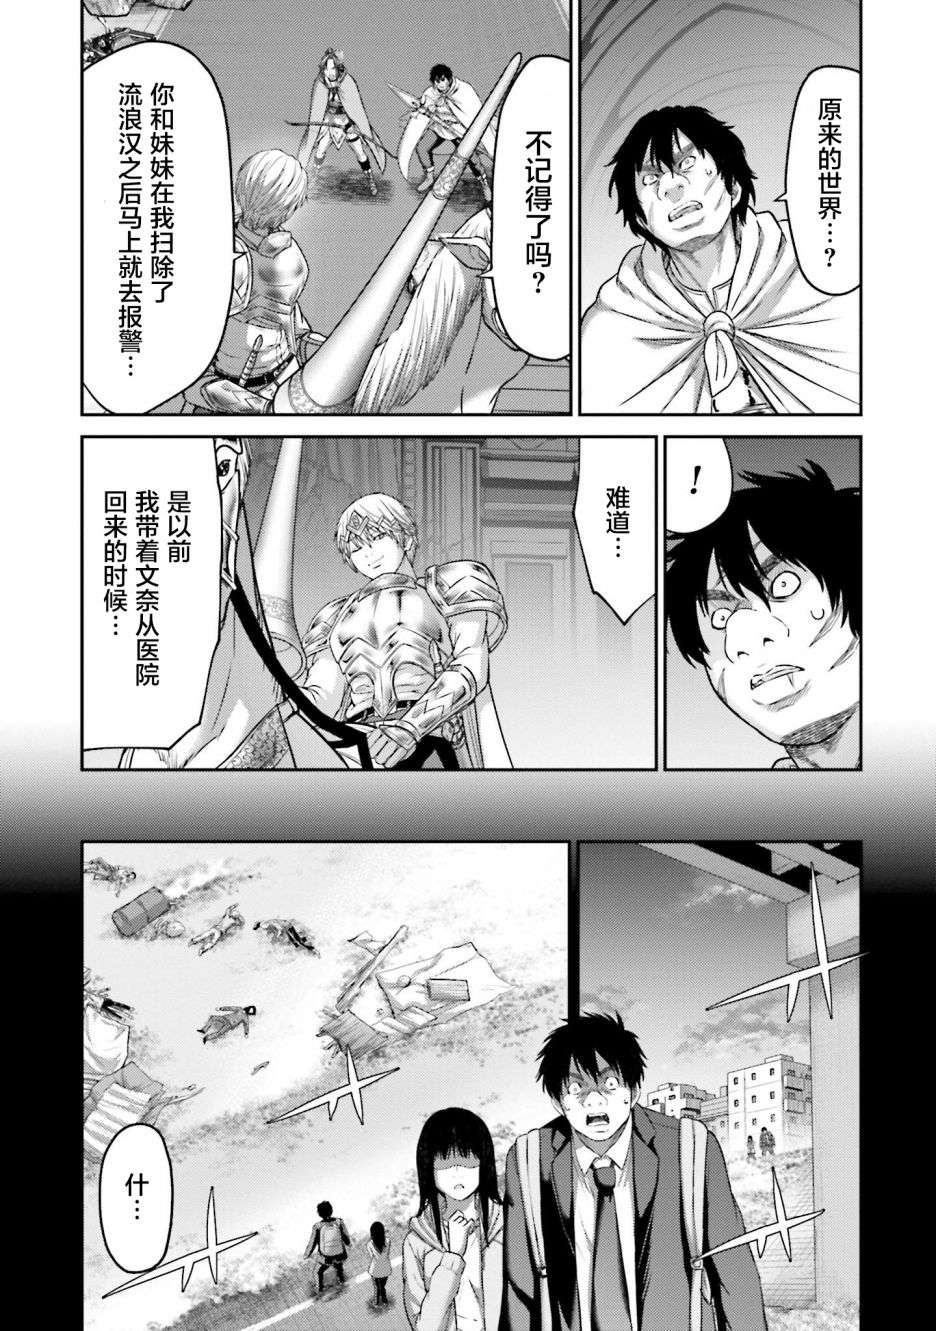 原来的世界…?
不记得了吗?
你和妹妹在我扫除了
流浪汉之后马上就去报警…
!
难道…
是以前
我带着文奈从医院
回来的时候…
什…